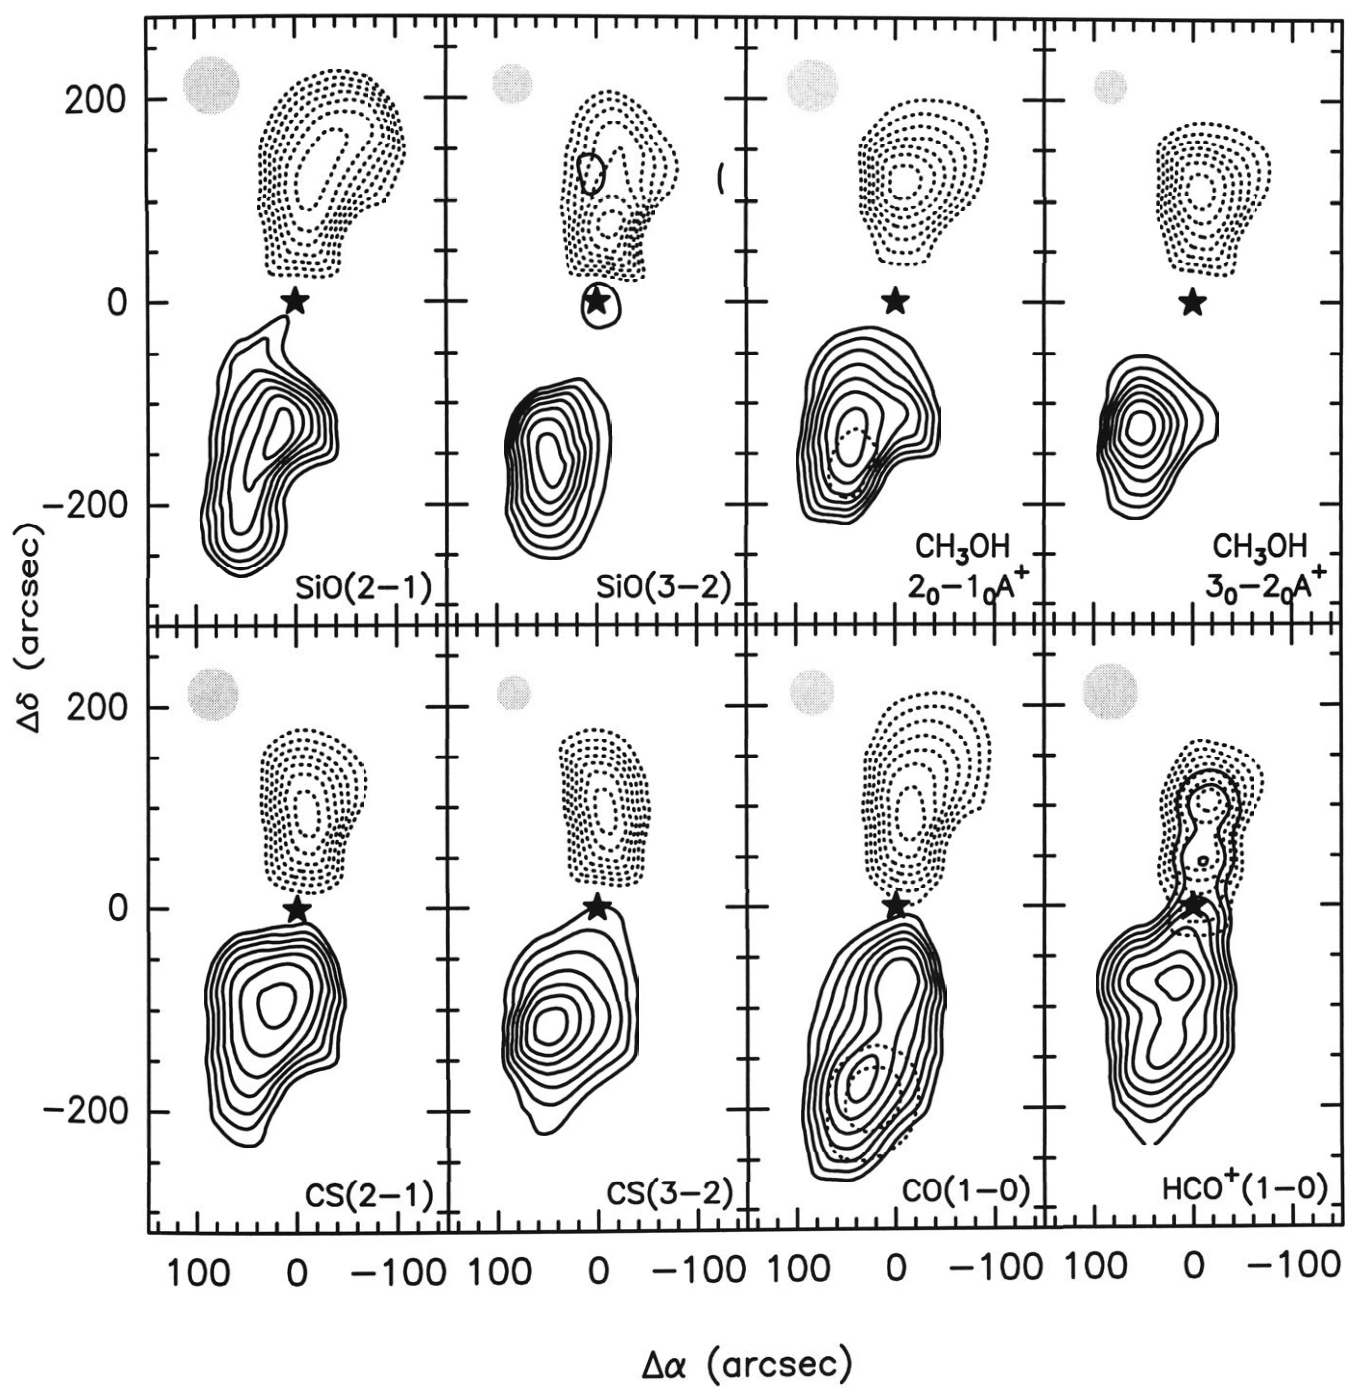 200
0
−200
SiO(2−1)
SiO(3−2)
CH₃OH
2₀−1₀A⁺
CH₃OH
3₀−2₀A⁺
Δδ (arcsec)
200
0
−200
CS(2−1)
CS(3−2)
CO(1−0)
HCO⁺(1−0)
100 0 −100 100 0 −100 100 0 −100 100 0 −100
Δα (arcsec)